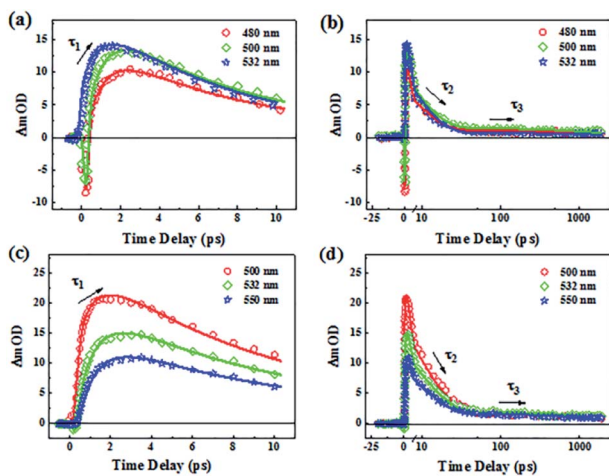 (a)
τ1
480 nm
500 nm
532 nm
ΔmOD
15
10
5
0
-5
-10
0 2 4 6 8 10
Time Delay (ps)
(b)
480 nm
500 nm
532 nm
τ2
τ3
ΔmOD
15
10
5
0
-5
-10
-25 0 10 100 1000
Time Delay (ps)
(c)
τ1
500 nm
532 nm
550 nm
ΔmOD
25
20
15
10
5
0
0 2 4 6 8 10
Time Delay (ps)
(d)
500 nm
532 nm
550 nm
τ2
τ3
ΔmOD
25
20
15
10
5
0
-25 0 10 100 1000
Time Delay (ps)